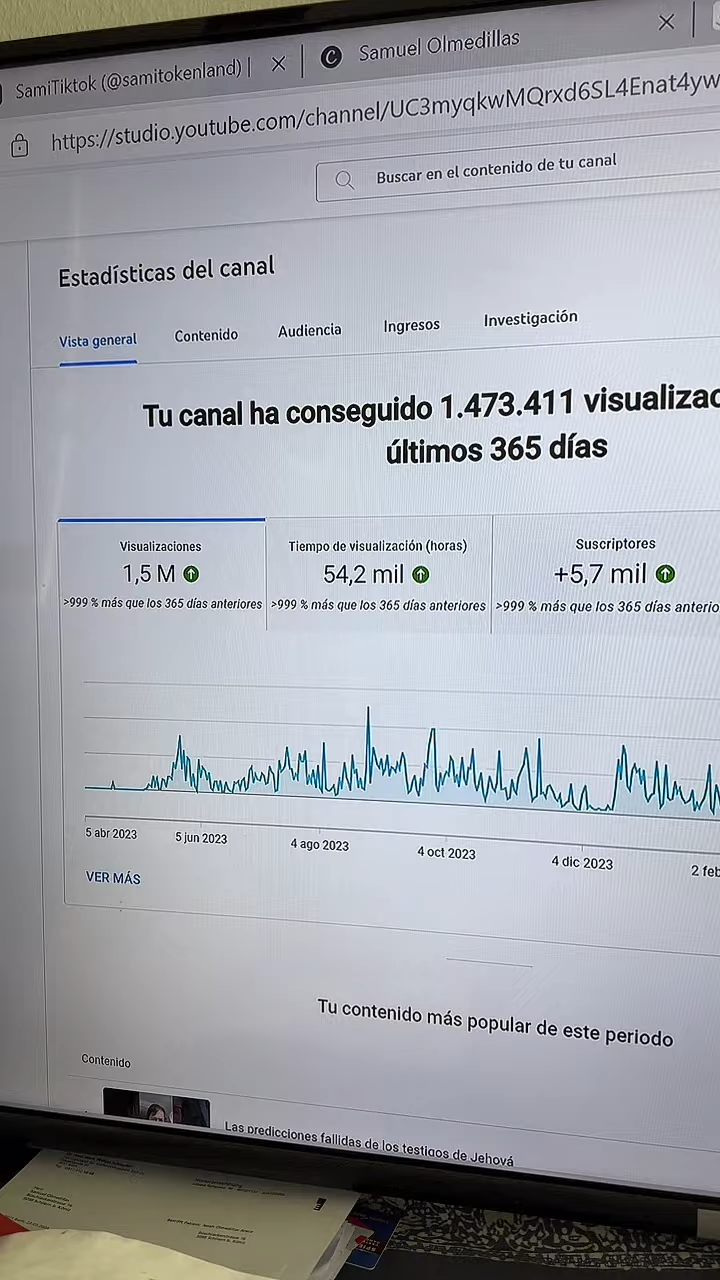 SamiTiktok (@samitokenland) |
Samuel Olmedillas
https://studio.youtube.com/channel/UC3myqkwMQrxd6SL4Enat4yw
Buscar en el contenido de tu canal
Estadísticas del canal
Vista general Contenido Audiencia Ingresos Investigación
Tu canal ha conseguido 1.473.411 visualizac
últimos 365 días
Visualizaciones Tiempo de visualización (horas) Suscriptores
1,5 M 54,2 mil +5,7 mil
>999 % más que los 365 días anteriores >999 % más que los 365 días anteriores >999 % más que los 365 días anterio
5 abr 2023 5 jun 2023 4 ago 2023 4 oct 2023 4 dic 2023 2 feb
VER MÁS
Tu contenido más popular de este periodo
Contenido
Las predicciones fallidas de los testigos de Jehová